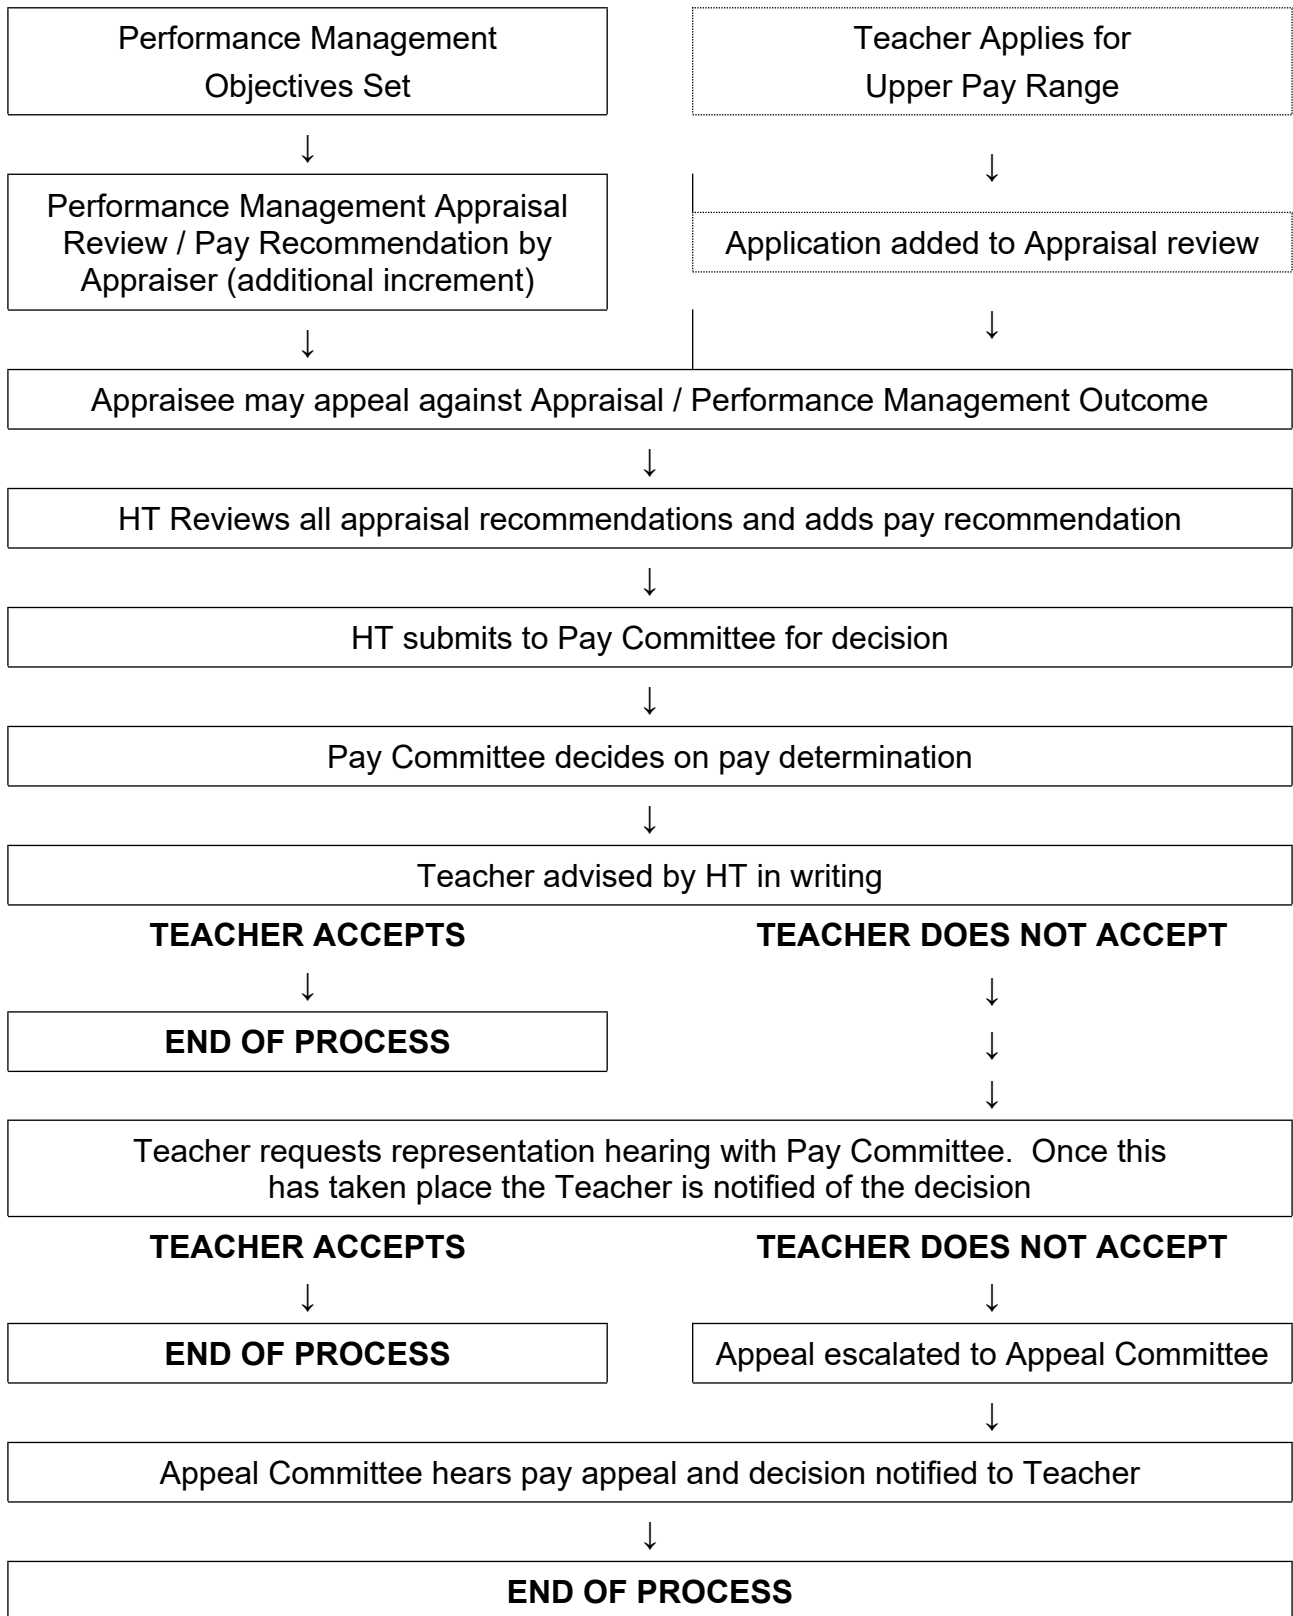 Performance Management
Objectives Set
Teacher Applies for
Upper Pay Range
↓
↓
Performance Management Appraisal
Review / Pay Recommendation by
Appraiser (additional increment)
Application added to Appraisal review
↓
↓
Appraisee may appeal against Appraisal / Performance Management Outcome
↓
HT Reviews all appraisal recommendations and adds pay recommendation
↓
HT submits to Pay Committee for decision
↓
Pay Committee decides on pay determination
↓
Teacher advised by HT in writing
TEACHER ACCEPTS
↓
END OF PROCESS
TEACHER DOES NOT ACCEPT
↓
↓
↓
Teacher requests representation hearing with Pay Committee.  Once this
has taken place the Teacher is notified of the decision
TEACHER ACCEPTS
↓
END OF PROCESS
TEACHER DOES NOT ACCEPT
↓
Appeal escalated to Appeal Committee
↓
Appeal Committee hears pay appeal and decision notified to Teacher
↓
END OF PROCESS